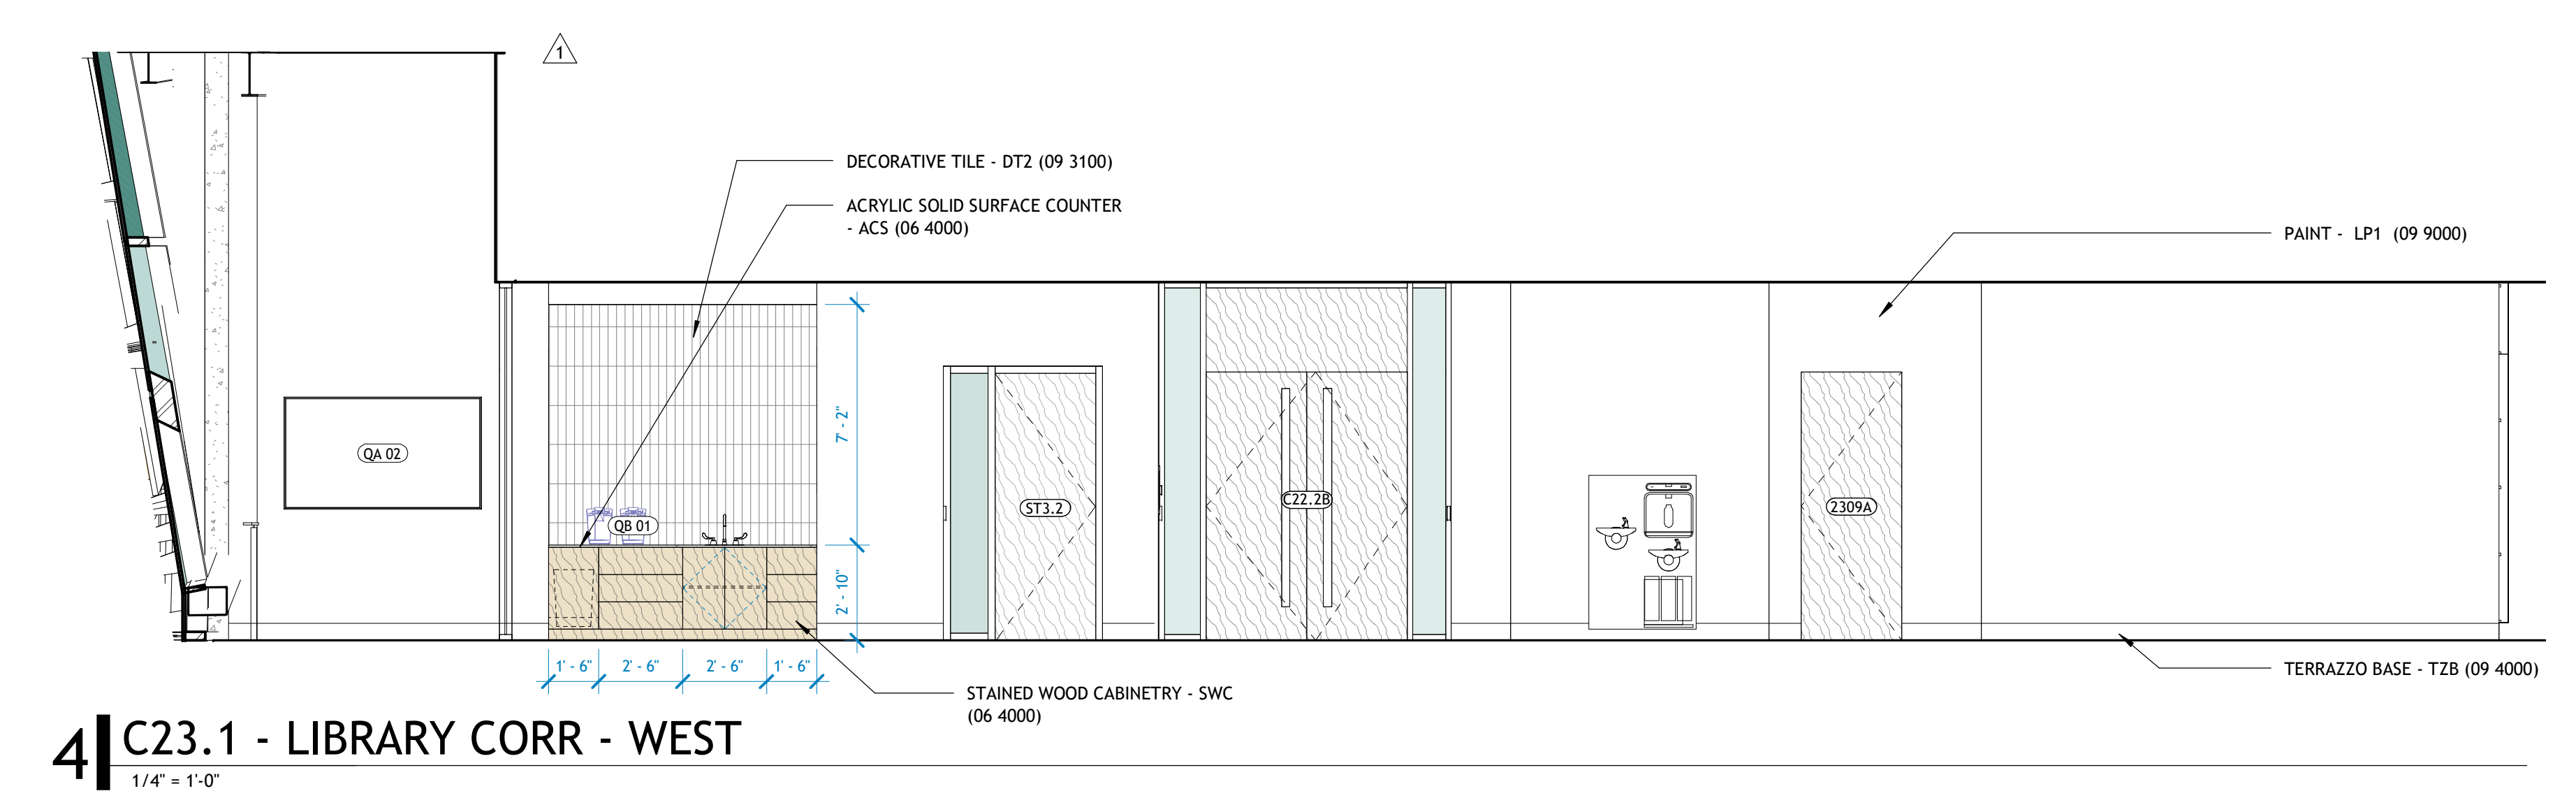 1
DECORATIVE TILE - DT2 (09 3100)
ACRYLIC SOLID SURFACE COUNTER
- ACS (06 4000)
PAINT - LP1 (09 9000)
QA 02
7' - 2"
QB 01
ST3.2
C22.2B
2309A
2' - 10"
1' - 6"
2' - 6"
2' - 6"
1' - 6"
TERRAZZO BASE - TZB (09 4000)
STAINED WOOD CABINETRY - SWC
(06 4000)
4
C23.1 - LIBRARY CORR - WEST
1/4" = 1'-0"